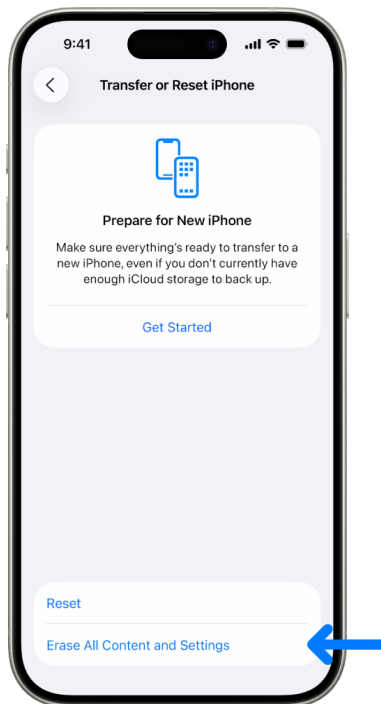 9:41
Transfer or Reset iPhone
Prepare for New iPhone
Make sure everything's ready to transfer to a
new iPhone, even if you don't currently have
enough iCloud storage to back up.
Get Started
Reset
Erase All Content and Settings